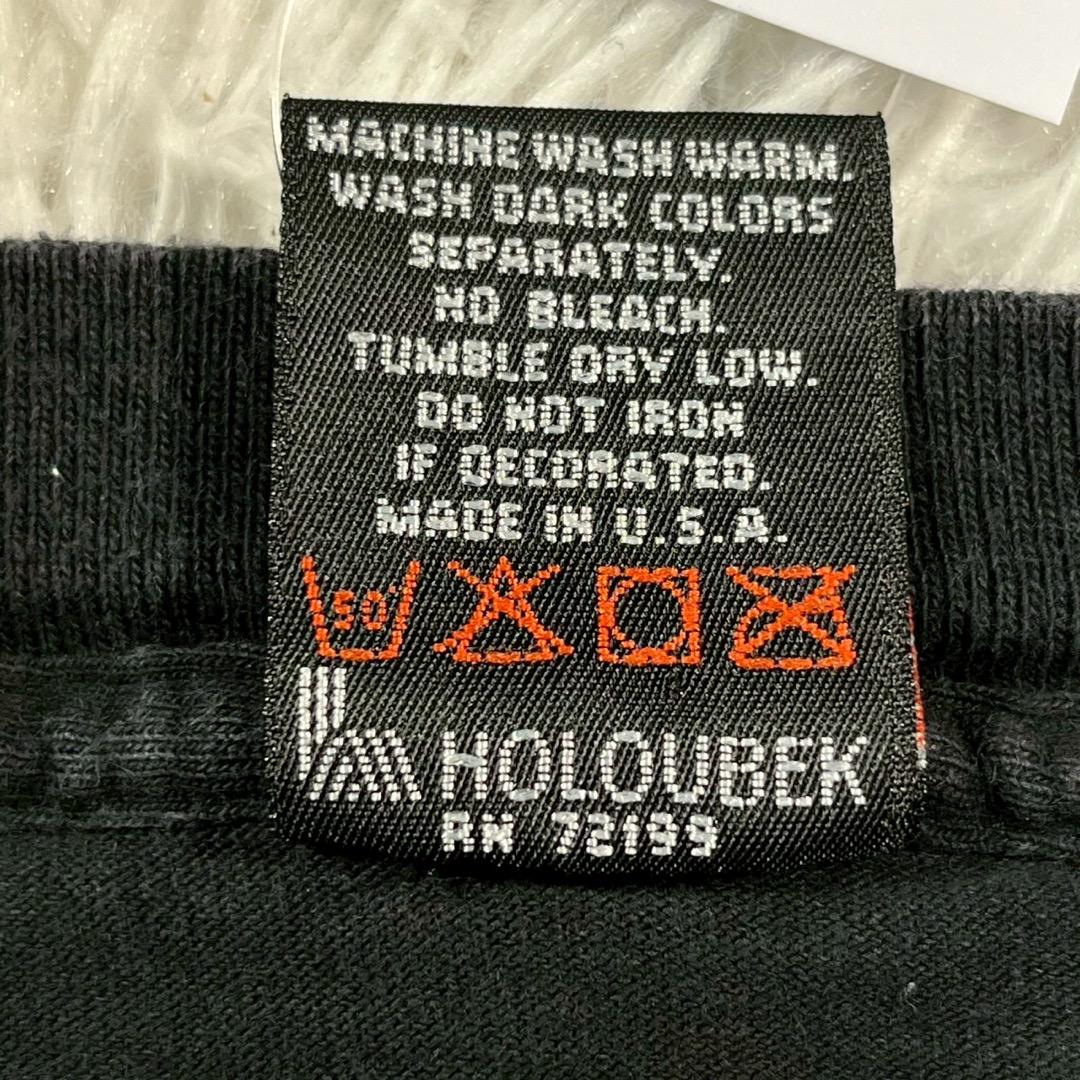 MACHINE WASH WARM.
WASH DARK COLORS
SEPARATELY.
NO BLEACH.
TUMBLE DRY LOW.
DO NOT IRON
IF DECORATED.
MADE IN U.S.A.
50
HOLOUBEK
RN 72199